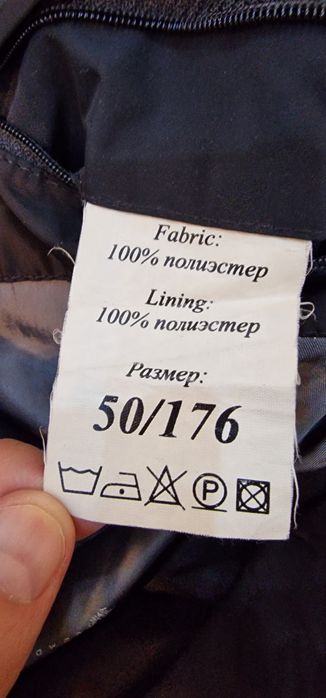 Fabric:
100% полиэстер
Lining:
100% полиэстер
Размер:
50/176
P